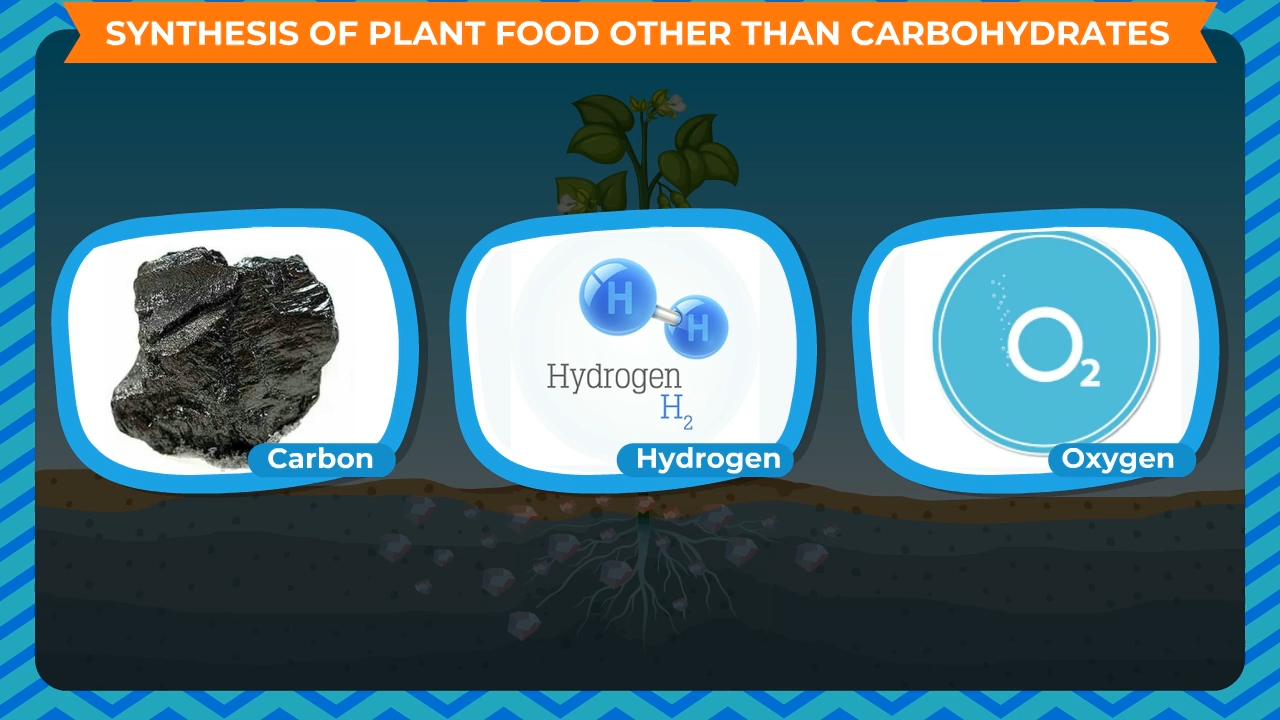 SYNTHESIS OF PLANT FOOD OTHER THAN CARBOHYDRATES
H
H
Hydrogen
H₂
O₂
Carbon
Hydrogen
Oxygen